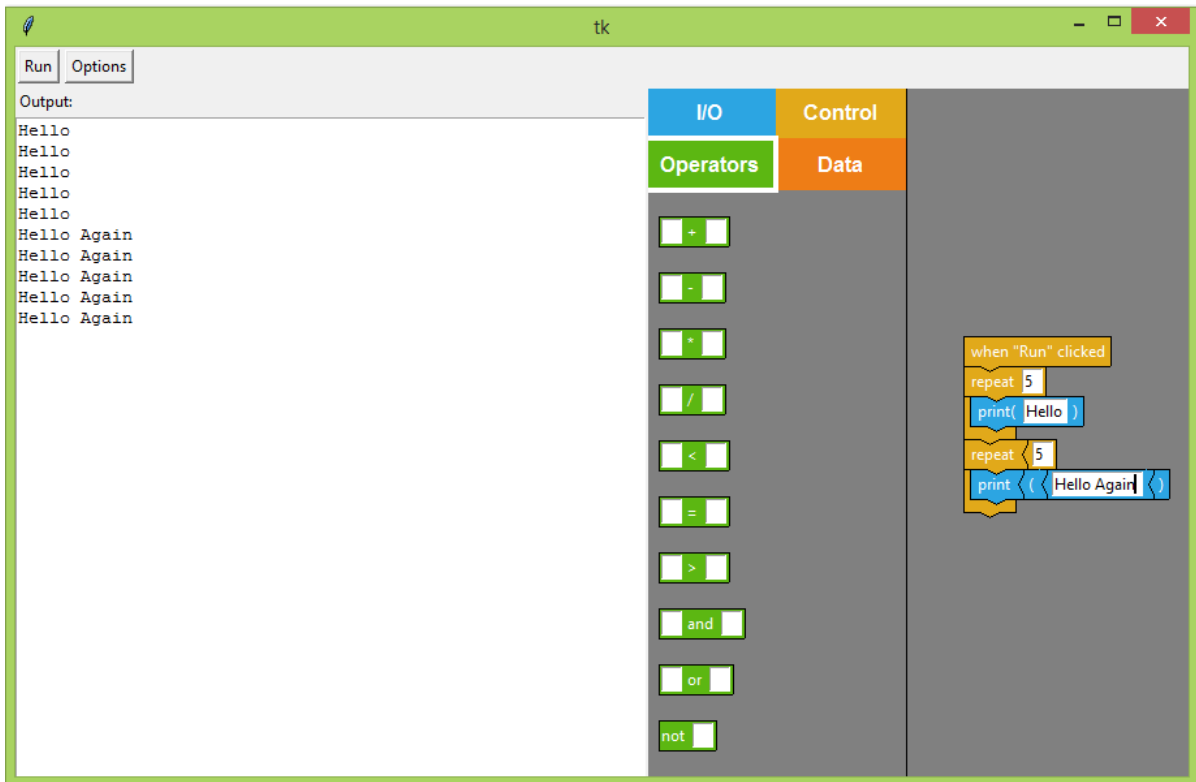 tk
Run Options
Output:
Hello
Hello
Hello
Hello
Hello
Hello Again
Hello Again
Hello Again
Hello Again
Hello Again
I/O Control
Operators Data
+
-
*
/
<
=
>
and
or
not
when "Run" clicked
repeat 5
print( Hello )
repeat 5
print ( Hello Again )